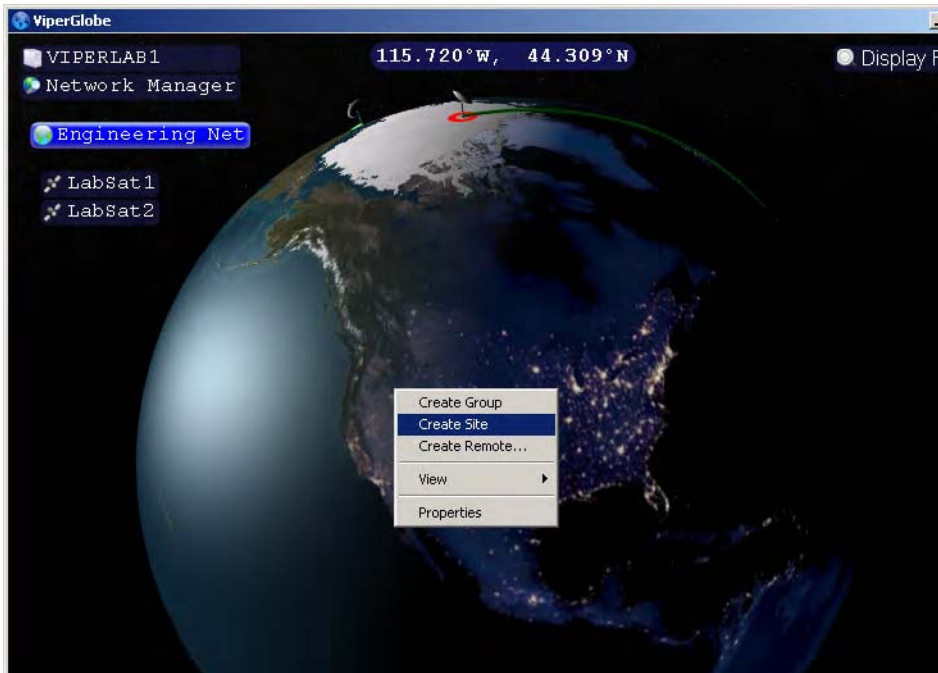 ViperGlobe
VIPERLAB1
115.720°W, 44.309°N
Display
Network Manager
Engineering Net
LabSat1
LabSat2
Create Group
Create Site
Create Remote...
View
Properties